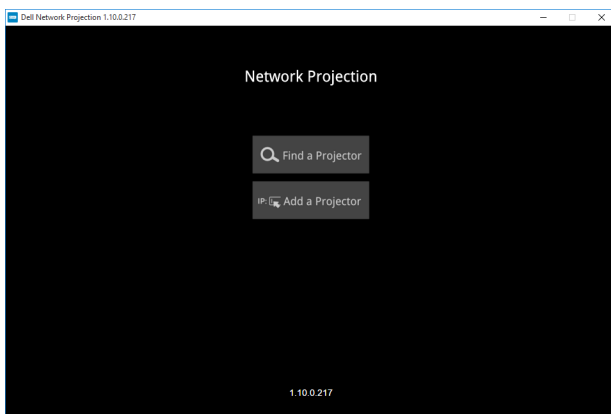 Dell Network Projection 1.10.0.217
Network Projection
Find a Projector
IP: Add a Projector
1.10.0.217